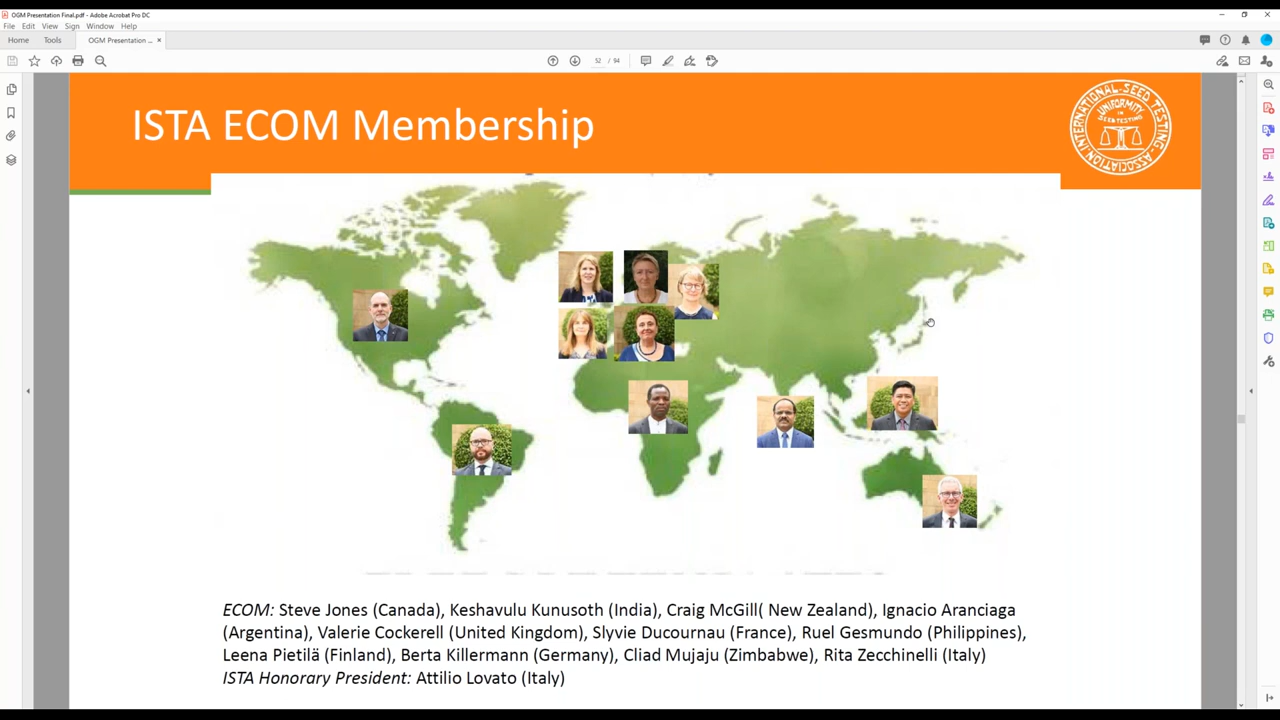 OGM Presentation Final.pdf - Adobe Acrobat Pro DC
File Edit View Sign Window Help
Home Tools OGM Presentation ... ×
52 / 94
ISTA ECOM Membership
INTERNATIONAL SEED TESTING ASSOCIATION
UNIFORMITY
IN
SEED TESTING
ECOM: Steve Jones (Canada), Keshavulu Kunusoth (India), Craig McGill( New Zealand), Ignacio Aranciaga
(Argentina), Valerie Cockerell (United Kingdom), Slyvie Ducournau (France), Ruel Gesmundo (Philippines),
Leena Pietilä (Finland), Berta Killermann (Germany), Cliad Mujaju (Zimbabwe), Rita Zecchinelli (Italy)
ISTA Honorary President: Attilio Lovato (Italy)